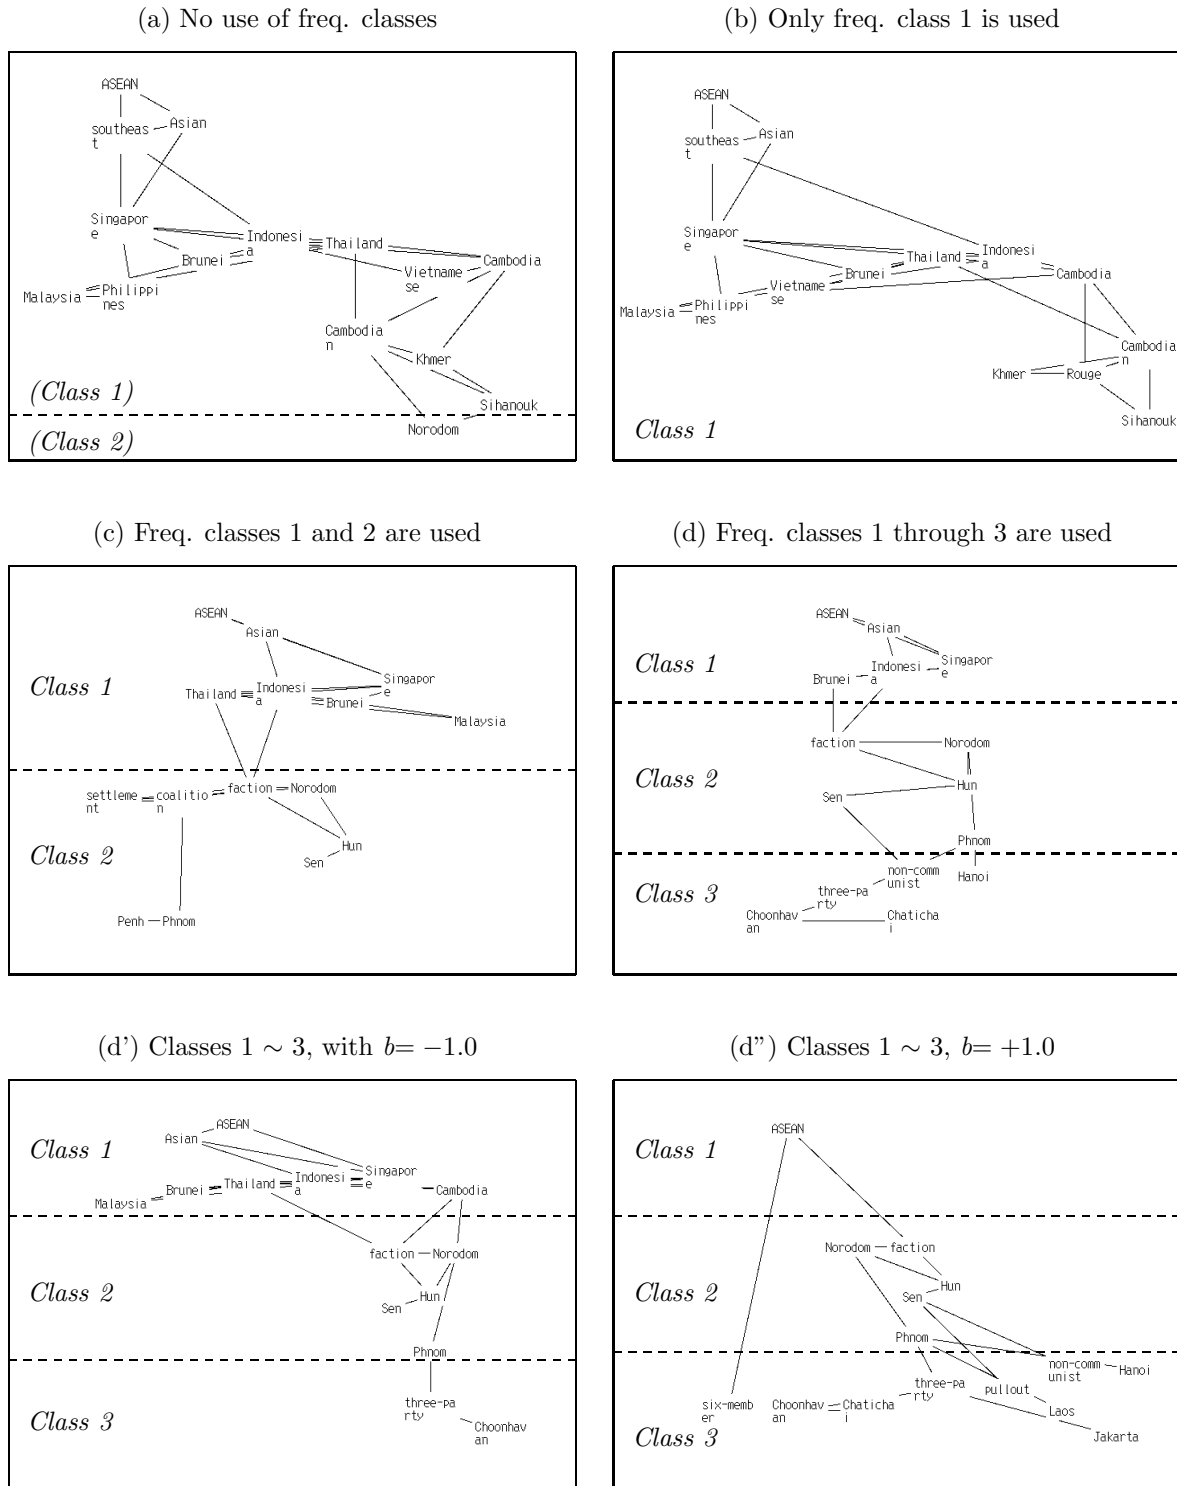 (a) No use of freq. classes
ASEAN
southeas
t
Asian
Singapor
e
Indonesi
a
Thailand
Brunei
Cambodia
Vietname
se
Malaysia
Philippi
nes
Cambodia
n
Khmer
(Class 1)
Sihanouk
Norodom
(Class 2)
(b) Only freq. class 1 is used
ASEAN
southeas
t
Asian
Singapor
e
Indonesi
a
Thailand
Brunei
Cambodia
Vietname
se
Malaysia
Philippi
nes
Cambodia
n
Khmer
Rouge
Sihanouk
Class 1
(c) Freq. classes 1 and 2 are used
ASEAN
Asian
Class 1
Singapor
e
Thailand
Indonesi
a
Brunei
Malaysia
settleme
nt
coalitio
n
faction
Norodom
Class 2
Hun
Sen
Penh
Phnom
(d) Freq. classes 1 through 3 are used
ASEAN
Asian
Class 1
Singapor
e
Indonesi
a
Brunei
faction
Norodom
Class 2
Hun
Sen
Phnom
Class 3
non-comm
unist
Hanoi
three-pa
rty
Choonhav
an
Chaticha
i
(d') Classes 1 ∼ 3, with b= −1.0
ASEAN
Class 1
Asian
Singapor
e
Indonesi
a
Thailand
Brunei
Cambodia
Malaysia
faction
Norodom
Class 2
Hun
Sen
Phnom
three-pa
rty
Class 3
Choonhav
an
(d”) Classes 1 ∼ 3, b= +1.0
ASEAN
Class 1
Norodom
faction
Class 2
Hun
Sen
Phnom
non-comm
unist
Hanoi
three-pa
rty
pullout
six-memb
er
Choonhav
an
Chaticha
i
Laos
Class 3
Jakarta